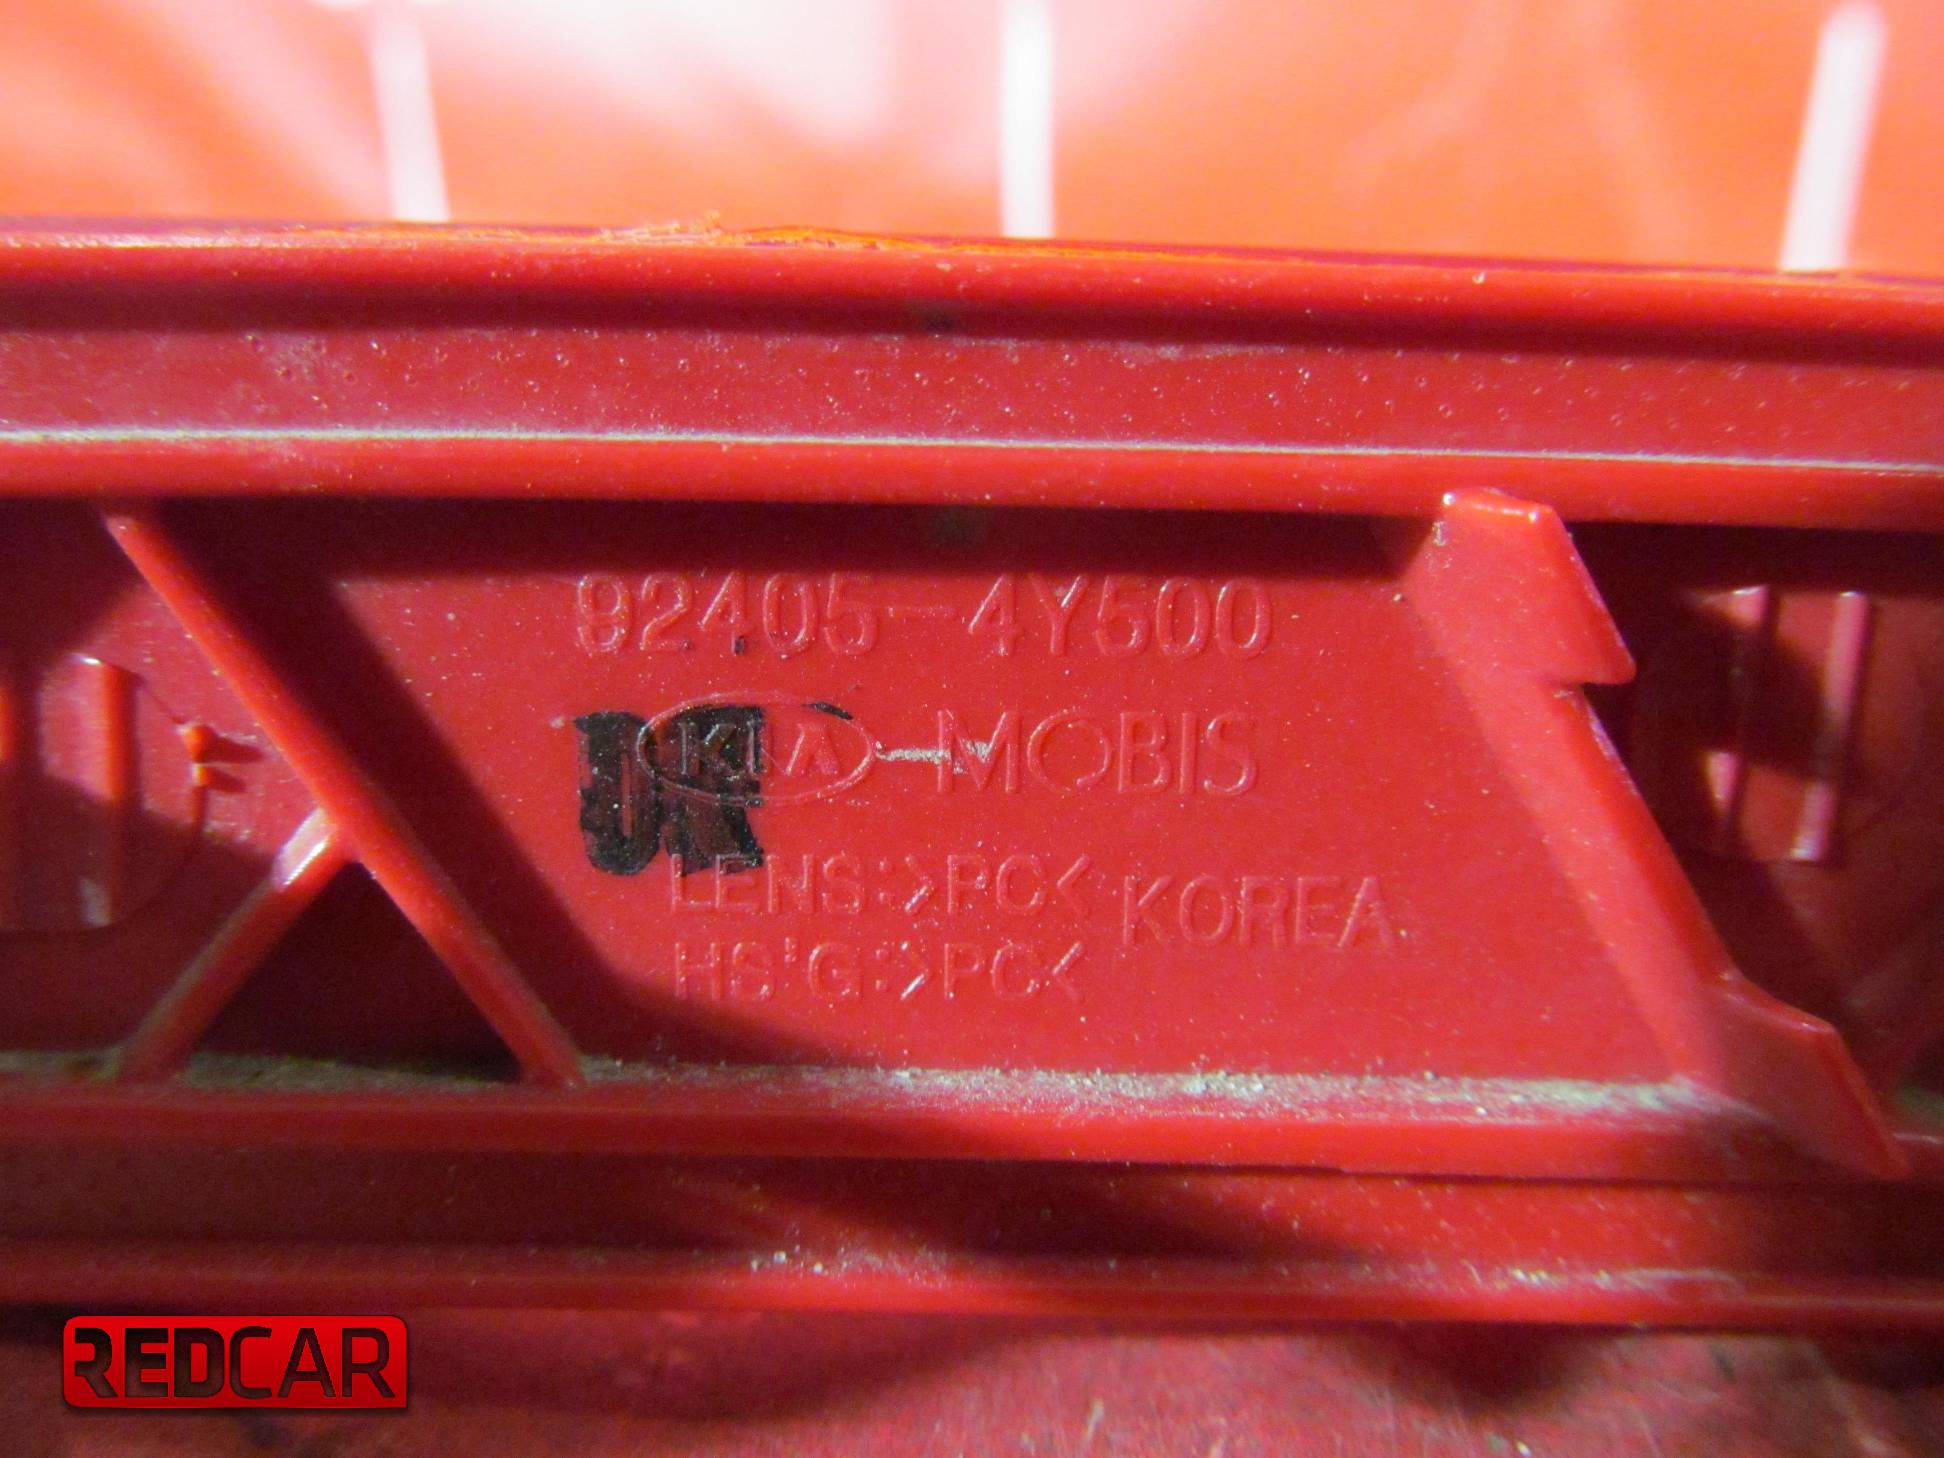 92405-4Y500
KIA-MOBIS
LENS:>PC< KOREA
HS'G:>PC<
REDCAR